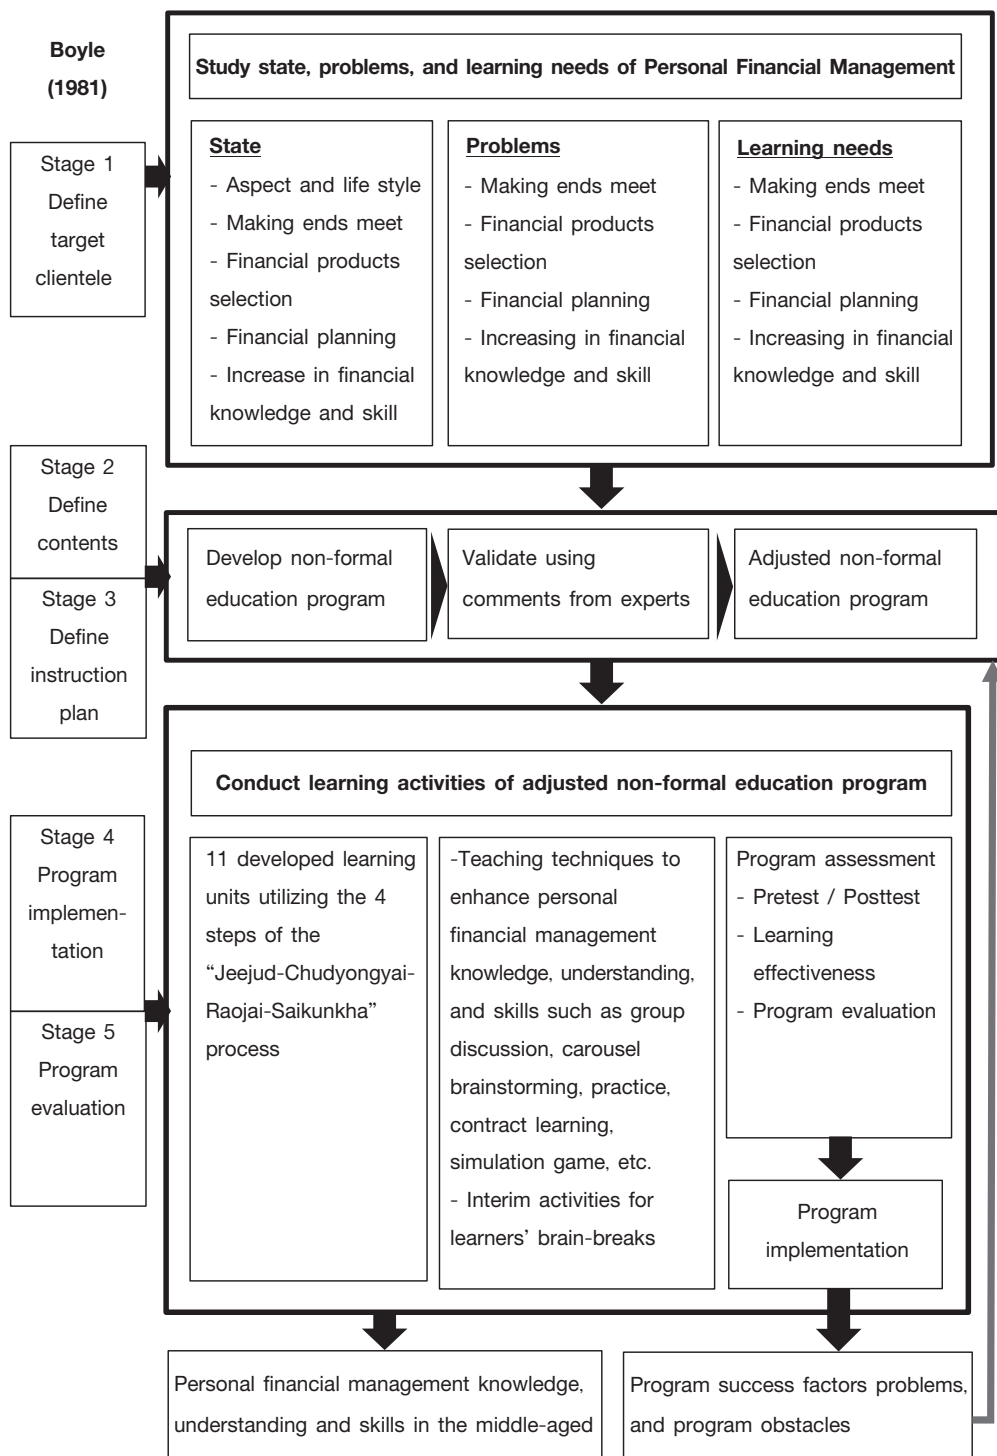 Boyle
(1981)
Study state, problems, and learning needs of Personal Financial Management
Stage 1
Define
target
clientele
State
- Aspect and life style
- Making ends meet
- Financial products
selection
- Financial planning
- Increase in financial
knowledge and skill
Problems
- Making ends meet
- Financial products
selection
- Financial planning
- Increasing in financial
knowledge and skill
Learning needs
- Making ends meet
- Financial products
selection
- Financial planning
- Increasing in financial
knowledge and skill
Stage 2
Define
contents
Stage 3
Define
instruction
plan
Develop non-formal
education program
Validate using
comments from experts
Adjusted non-formal
education program
Conduct learning activities of adjusted non-formal education program
Stage 4
Program
implemen-
tation
Stage 5
Program
evaluation
11 developed learning
units utilizing the 4
steps of the
“Jeejud-Chudyongyai-
Raojai-Saikunkha”
process
-Teaching techniques to
enhance personal
financial management
knowledge, understanding,
and skills such as group
discussion, carousel
brainstorming, practice,
contract learning,
simulation game, etc.
- Interim activities for
learners’ brain-breaks
Program assessment
- Pretest / Posttest
- Learning
effectiveness
- Program evaluation
Program
implementation
Personal financial management knowledge,
understanding and skills in the middle-aged
Program success factors problems,
and program obstacles